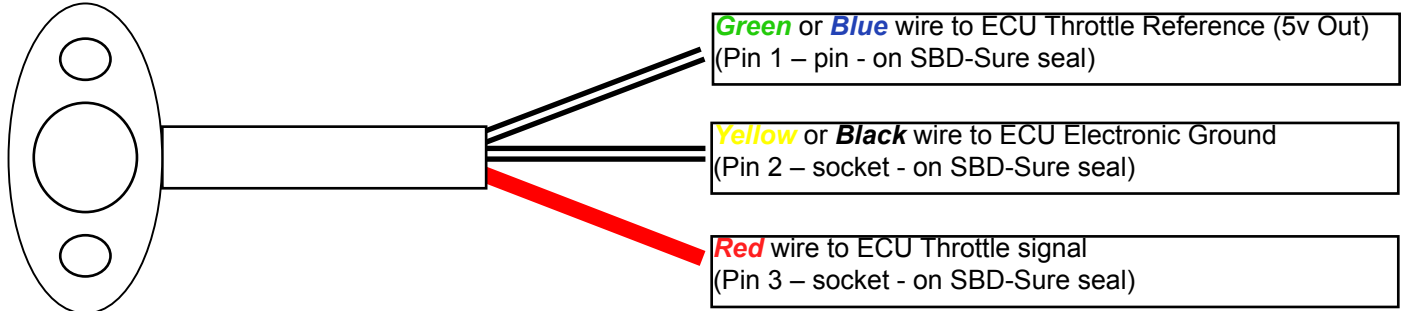 Green or Blue wire to ECU Throttle Reference (5v Out)
(Pin 1 – pin - on SBD-Sure seal)
Yellow or Black wire to ECU Electronic Ground
(Pin 2 – socket - on SBD-Sure seal)
Red wire to ECU Throttle signal
(Pin 3 – socket - on SBD-Sure seal)